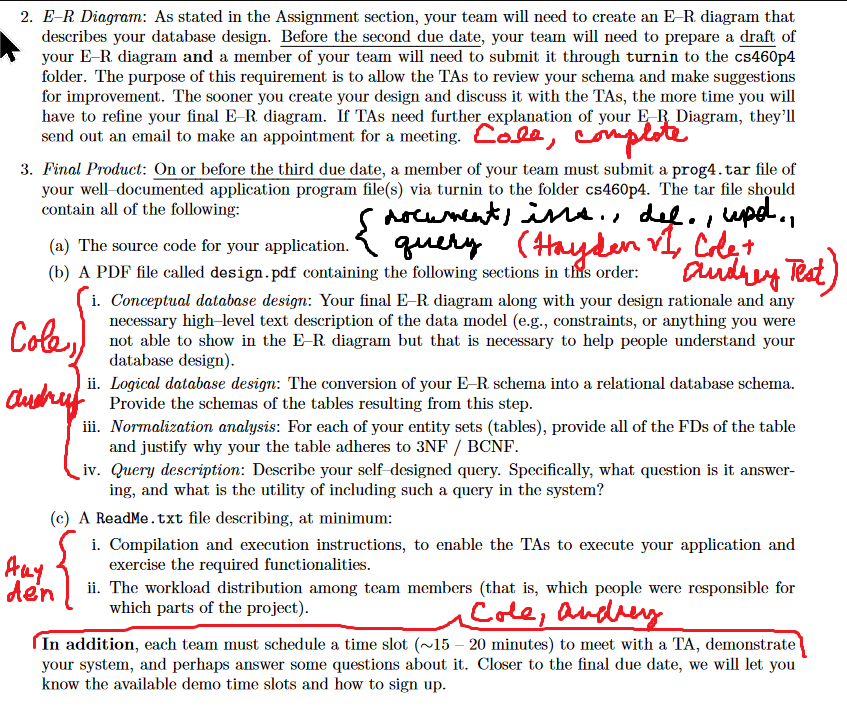 2. E–R Diagram: As stated in the Assignment section, your team will need to create an E–R diagram that
describes your database design. Before the second due date, your team will need to prepare a draft of
your E–R diagram and a member of your team will need to submit it through turnin to the cs460p4
folder. The purpose of this requirement is to allow the TAs to review your schema and make suggestions
for improvement. The sooner you create your design and discuss it with the TAs, the more time you will
have to refine your final E–R diagram. If TAs need further explanation of your E–R Diagram, they'll
send out an email to make an appointment for a meeting. Cole, complete
3. Final Product: On or before the third due date, a member of your team must submit a prog4.tar file of
your well–documented application program file(s) via turnin to the folder cs460p4. The tar file should
contain all of the following: { document, ins., del., upd.,
(a) The source code for your application. query (Hayden v1, Cole +
(b) A PDF file called design.pdf containing the following sections in this order: Audrey Test)
i. Conceptual database design: Your final E–R diagram along with your design rationale and any
necessary high–level text description of the data model (e.g., constraints, or anything you were
Cole, not able to show in the E–R diagram but that is necessary to help people understand your
database design).
ii. Logical database design: The conversion of your E–R schema into a relational database schema.
Audrey Provide the schemas of the tables resulting from this step.
iii. Normalization analysis: For each of your entity sets (tables), provide all of the FDs of the table
and justify why your the table adheres to 3NF / BCNF.
iv. Query description: Describe your self–designed query. Specifically, what question is it answer-
ing, and what is the utility of including such a query in the system?
(c) A ReadMe.txt file describing, at minimum:
i. Compilation and execution instructions, to enable the TAs to execute your application and
Hay exercise the required functionalities.
den ii. The workload distribution among team members (that is, which people were responsible for
which parts of the project). Cole, Audrey
In addition, each team must schedule a time slot (~15 – 20 minutes) to meet with a TA, demonstrate
your system, and perhaps answer some questions about it. Closer to the final due date, we will let you
know the available demo time slots and how to sign up.